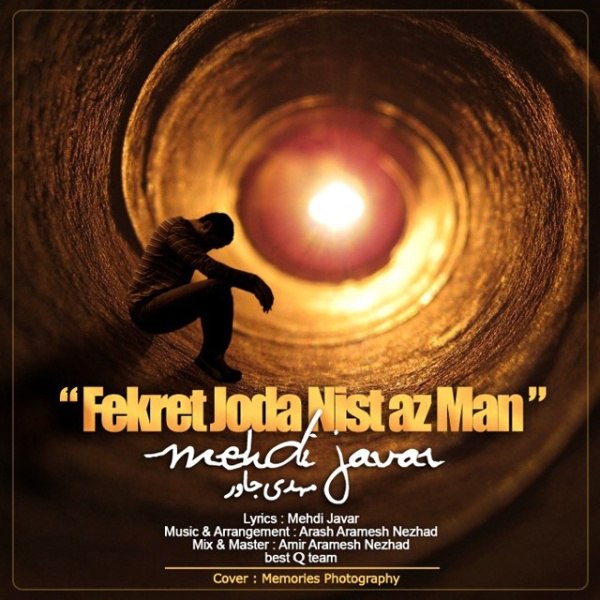 “Fekret Joda Nist az Man”
mehdi javar
مهدی جاور
Lyrics : Mehdi Javar
Music & Arrangement : Arash Aramesh Nezhad
Mix & Master : Amir Aramesh Nezhad
best Q team
Cover : Memories Photography